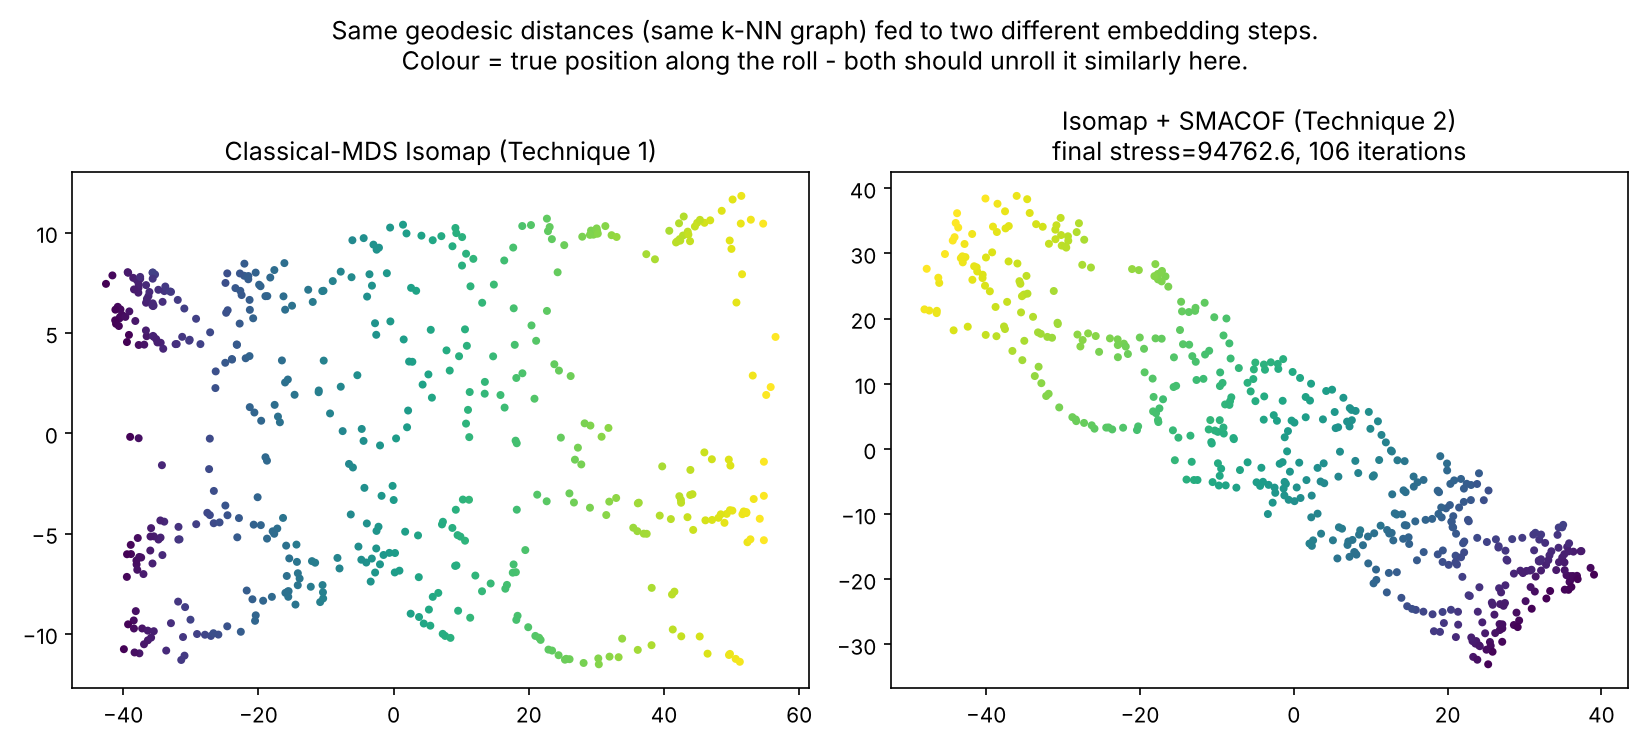 Same geodesic distances (same k-NN graph) fed to two different embedding steps.
Colour = true position along the roll - both should unroll it similarly here.
Classical-MDS Isomap (Technique 1)
10
5
0
−5
−10
−40 −20 0 20 40 60
Isomap + SMACOF (Technique 2)
final stress=94762.6, 106 iterations
40
30
20
10
0
−10
−20
−30
−40 −20 0 20 40